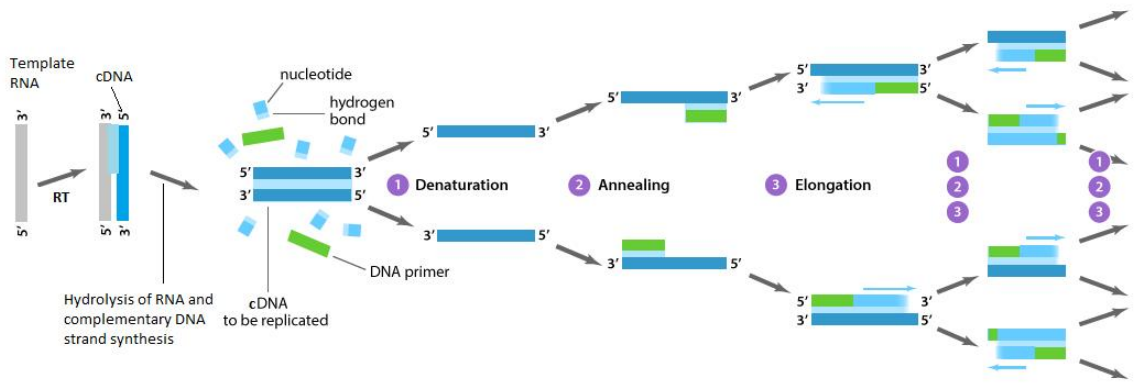 Template
RNA
cDNA
3'
3'
5'
RT
5'
5'
3'
Hydrolysis of RNA and
complementary DNA
strand synthesis
nucleotide
hydrogen
bond
5' 3'
3' 5'
DNA primer
cDNA
to be replicated
5' 3'
1 Denaturation
3' 5'
5' 3'
2 Annealing
3' 5'
5' 3'
3' 5'
3 Elongation
5' 3'
3' 5'
1
2
3
1
2
3